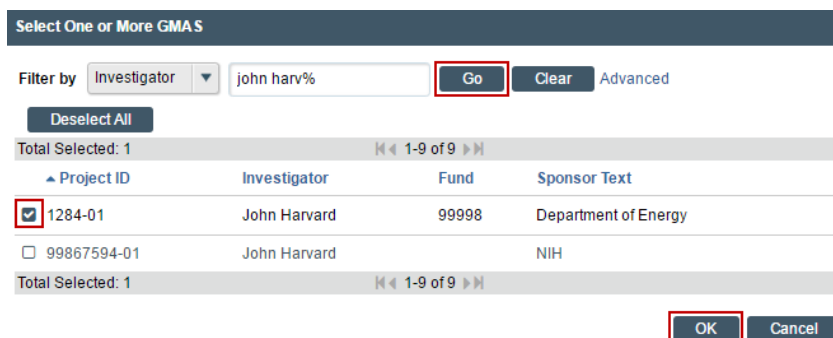 Select One or More GMAS
Filter by Investigator john harv% Go Clear Advanced
Deselect All
Total Selected: 1 1-9 of 9
Project ID Investigator Fund Sponsor Text
1284-01 John Harvard 99998 Department of Energy
99867594-01 John Harvard NIH
Total Selected: 1 1-9 of 9
OK Cancel